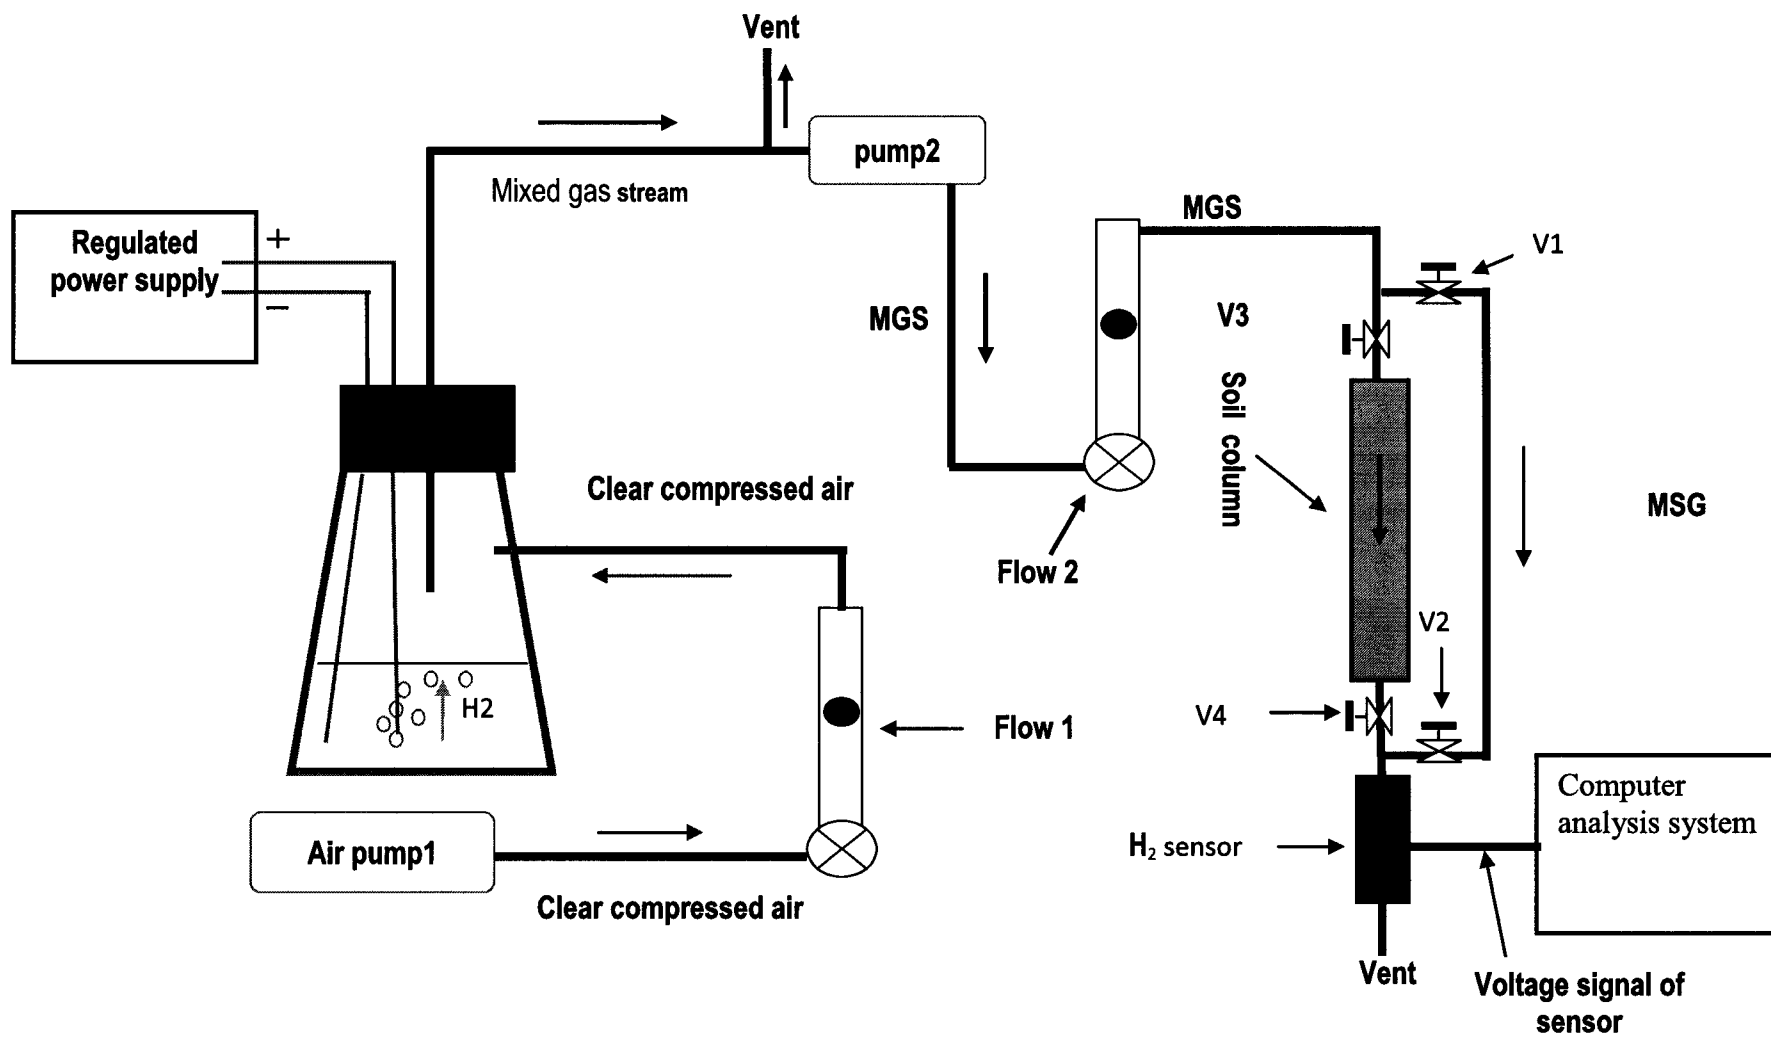 Vent
pump2
Mixed gas stream
Regulated
power supply
+
−
MGS
V1
MGS
V3
Soil column
Clear compressed air
MSG
Flow 2
V2
H2
V4
Flow 1
Computer
analysis system
Air pump1
H₂ sensor
Clear compressed air
Vent
Voltage signal of
sensor